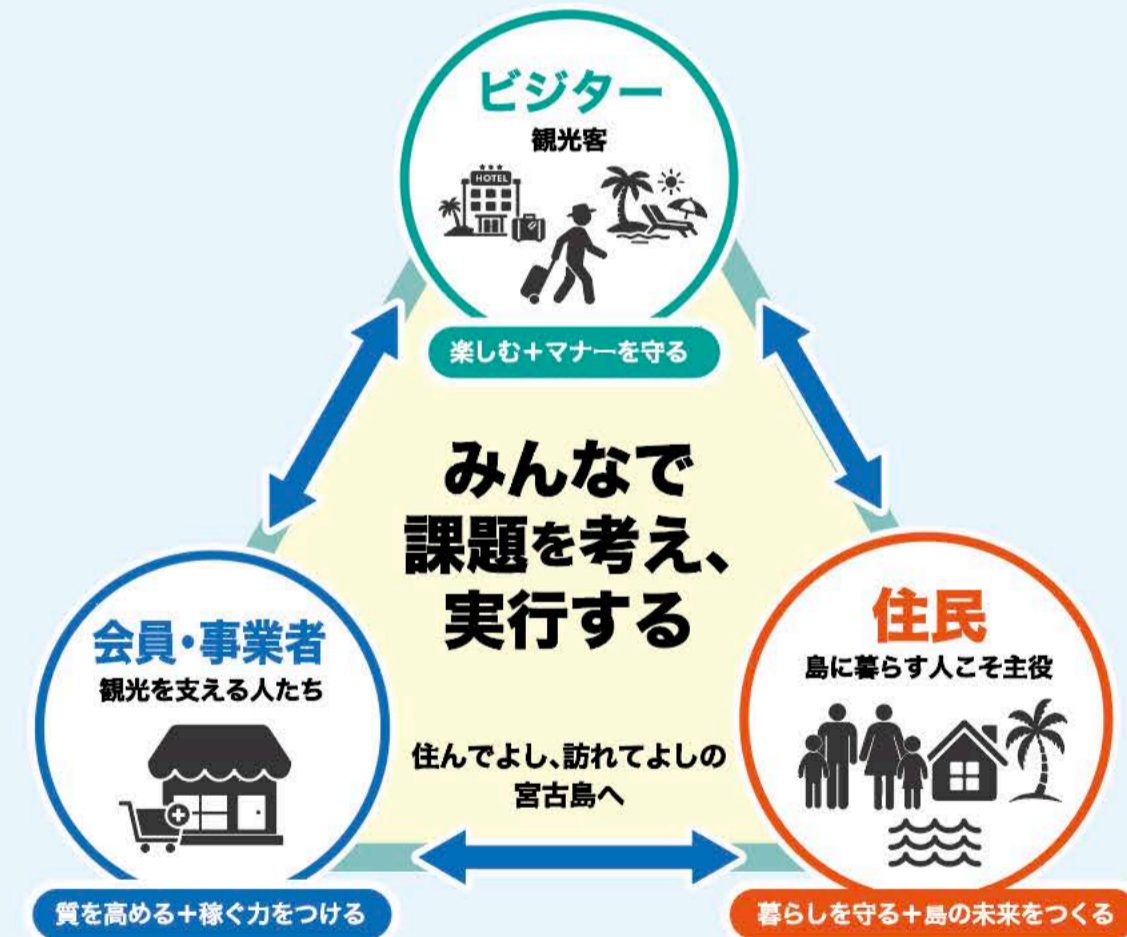 ビジター
観光客
HOTEL
楽しむ+マナーを守る
みんなで
課題を考え、
実行する
住んでよし、訪れてよしの
宮古島へ
会員・事業者
観光を支える人たち
質を高める+稼ぐ力をつける
住民
島に暮らす人こそ主役
暮らしを守る+島の未来をつくる